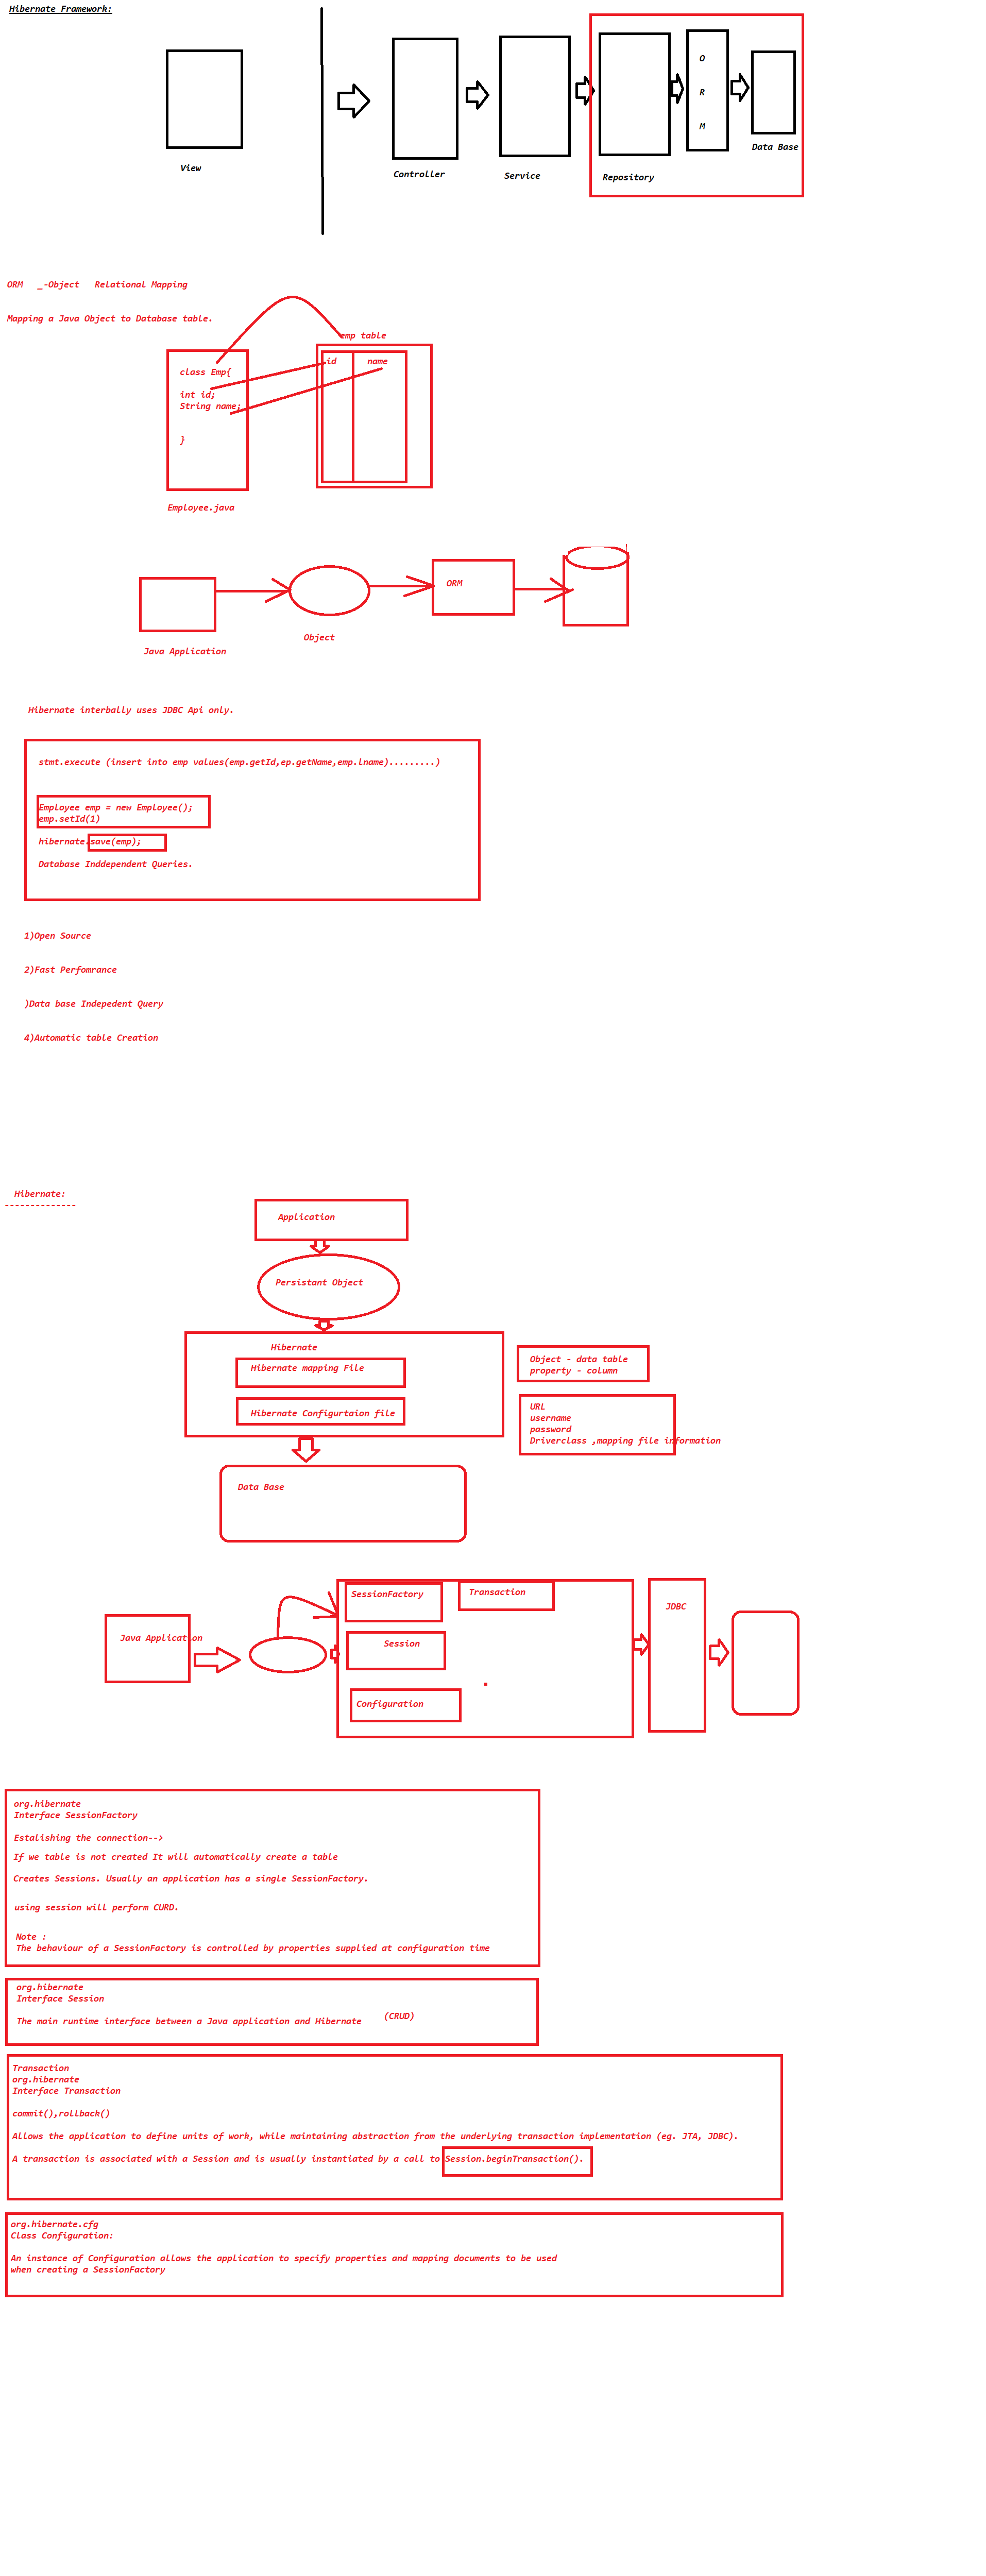 Hibernate Framework:
O
R
M
View
Controller
Service
Repository
Data Base
ORM _-Object Relational Mapping
Mapping a Java Object to Database table.
emp table
id name
class Emp{
int id;
String name;
}
Employee.java
ORM
Object
Java Application
Hibernate interbally uses JDBC Api only.
stmt.execute (insert into emp values(emp.getId,ep.getName,emp.lname).........)
Employee emp = new Employee();
emp.setId(1)
hibernate.save(emp);
Database Inddependent Queries.
1)Open Source
2)Fast Perfomrance
)Data base Indepedent Query
4)Automatic table Creation
Hibernate:
--------------
Application
Persistant Object
Hibernate
Hibernate mapping File
Hibernate Configurtaion file
Object - data table
property - column
URL
username
password
Driverclass ,mapping file information
Data Base
Java Application
SessionFactory
Transaction
Session
Configuration
JDBC
org.hibernate
Interface SessionFactory
Estalishing the connection-->
If we table is not created It will automatically create a table
Creates Sessions. Usually an application has a single SessionFactory.
using session will perform CURD.
Note :
The behaviour of a SessionFactory is controlled by properties supplied at configuration time
org.hibernate
Interface Session
The main runtime interface between a Java application and Hibernate (CRUD)
Transaction
org.hibernate
Interface Transaction
commit(),rollback()
Allows the application to define units of work, while maintaining abstraction from the underlying transaction implementation (eg. JTA, JDBC).
A transaction is associated with a Session and is usually instantiated by a call to Session.beginTransaction().
org.hibernate.cfg
Class Configuration:
An instance of Configuration allows the application to specify properties and mapping documents to be used
when creating a SessionFactory